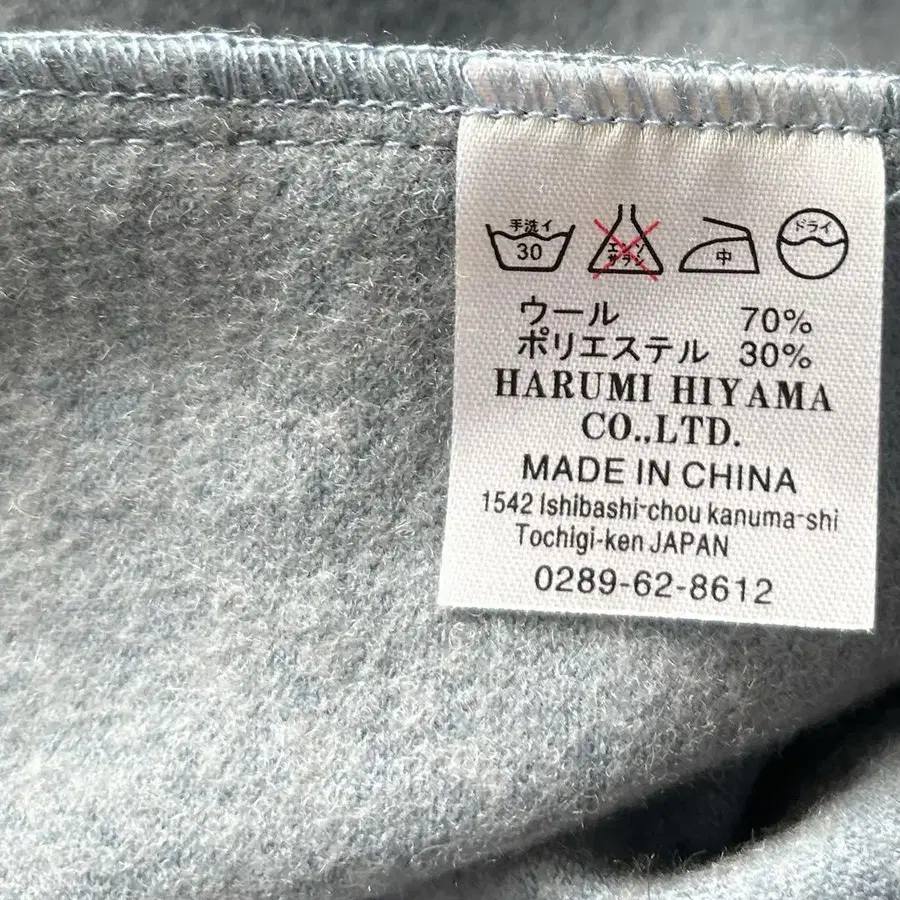 手洗イ 30 エンソサラシ 中 ドライ
ウール 70%
ポリエステル 30%
HARUMI HIYAMA
CO.,LTD.
MADE IN CHINA
1542 Ishibashi-chou kanuma-shi
Tochigi-ken JAPAN
0289-62-8612